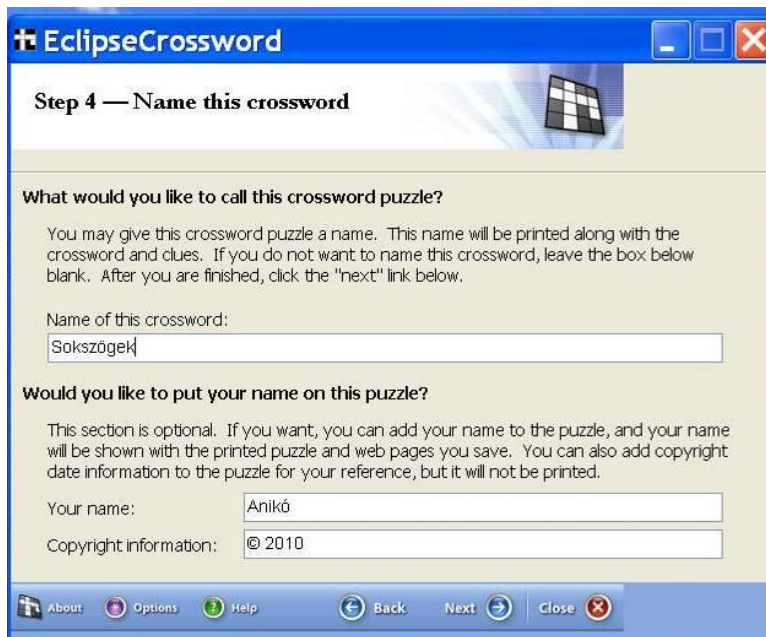 EclipseCrossword
Step 4 — Name this crossword
What would you like to call this crossword puzzle?
You may give this crossword puzzle a name. This name will be printed along with the
crossword and clues. If you do not want to name this crossword, leave the box below
blank. After you are finished, click the "next" link below.
Name of this crossword:
Sokszögek
Would you like to put your name on this puzzle?
This section is optional. If you want, you can add your name to the puzzle, and your name
will be shown with the printed puzzle and web pages you save. You can also add copyright
date information to the puzzle for your reference, but it will not be printed.
Your name: Anikó
Copyright information: © 2010
About Options Help Back Next Close